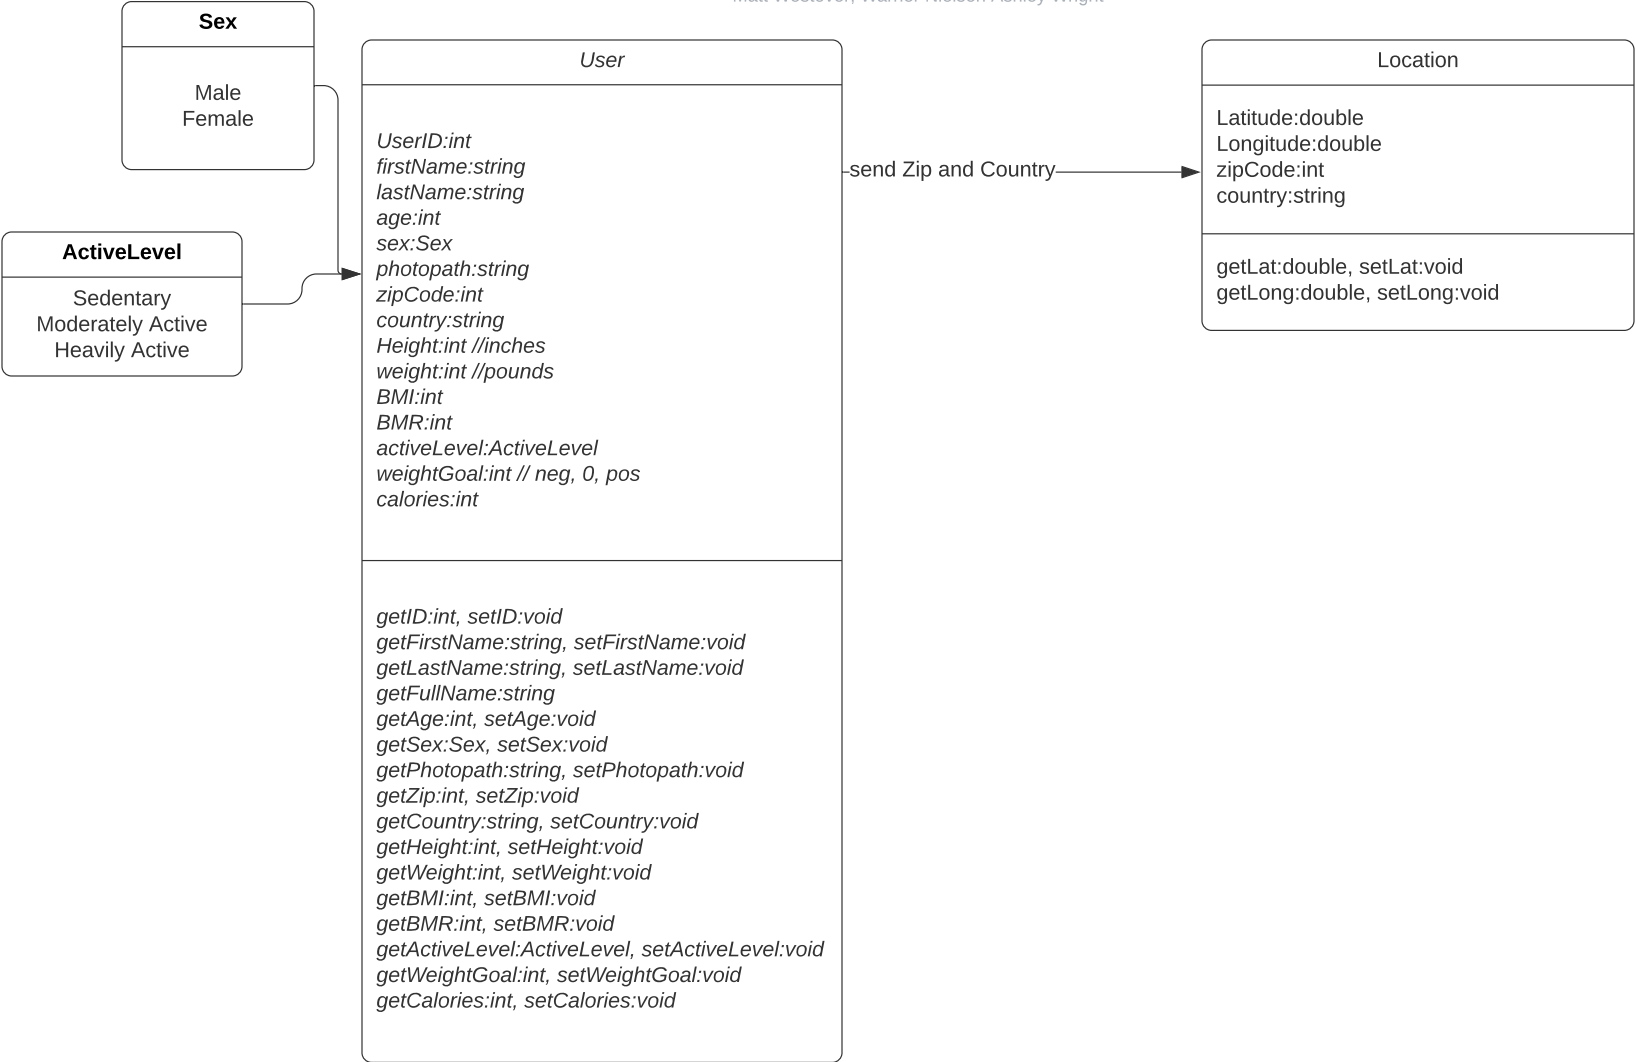 Sex
Male
Female
ActiveLevel
Sedentary
Moderately Active
Heavily Active
User
UserID:int
firstName:string
lastName:string
age:int
sex:Sex
photopath:string
zipCode:int
country:string
Height:int //inches
weight:int //pounds
BMI:int
BMR:int
activeLevel:ActiveLevel
weightGoal:int // neg, 0, pos
calories:int
getID:int, setID:void
getFirstName:string, setFirstName:void
getLastName:string, setLastName:void
getFullName:string
getAge:int, setAge:void
getSex:Sex, setSex:void
getPhotopath:string, setPhotopath:void
getZip:int, setZip:void
getCountry:string, setCountry:void
getHeight:int, setHeight:void
getWeight:int, setWeight:void
getBMI:int, setBMI:void
getBMR:int, setBMR:void
getActiveLevel:ActiveLevel, setActiveLevel:void
getWeightGoal:int, setWeightGoal:void
getCalories:int, setCalories:void
send Zip and Country
Location
Latitude:double
Longitude:double
zipCode:int
country:string
getLat:double, setLat:void
getLong:double, setLong:void